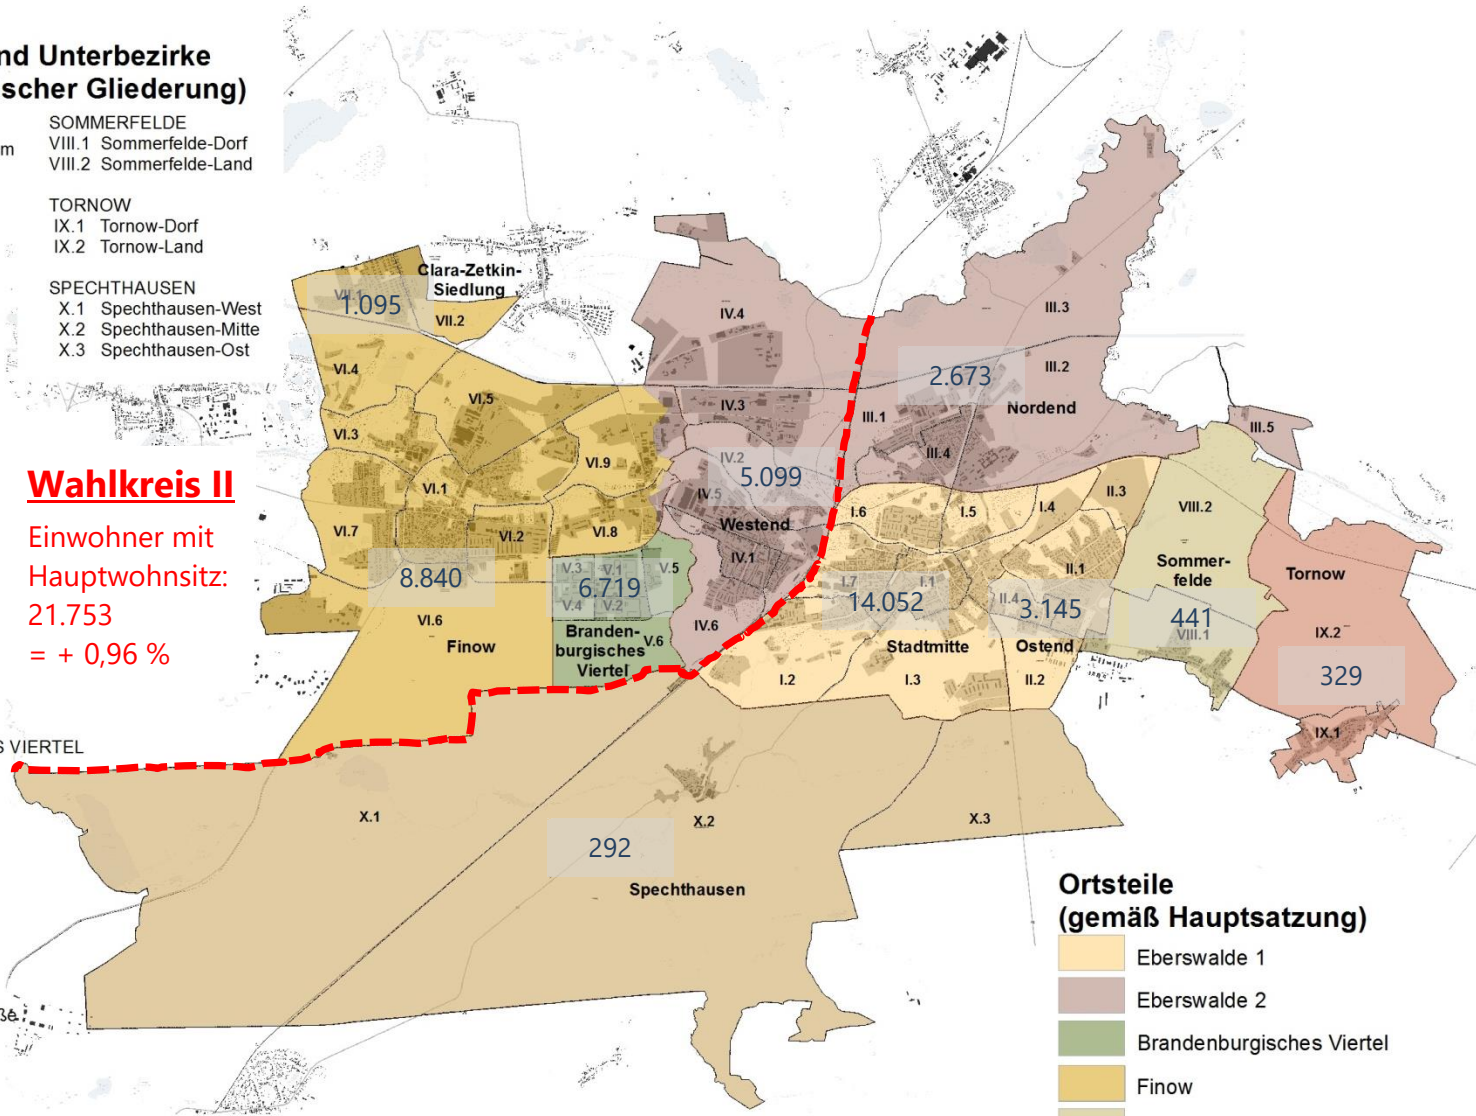 nd Unterbezirke
scher Gliederung)
SOMMERFELDE
m
VIII.1 Sommerfelde-Dorf
VIII.2 Sommerfelde-Land
TORNOW
IX.1 Tornow-Dorf
IX.2 Tornow-Land
SPECHTHAUSEN
X.1 Spechthausen-West
X.2 Spechthausen-Mitte
X.3 Spechthausen-Ost
Clara-Zetkin-
Siedlung
VII.1
1.095
VII.2
IV.4
III.3
VI.4
2.673
III.2
VI.5
IV.3
III.1
Nordend
VI.3
III.5
III.4
Wahlkreis II
Einwohner mit
Hauptwohnsitz:
21.753
= + 0,96 %
VI.9
IV.2
5.099
VI.1
IV.5
II.3
VIII.2
I.6
I.5
I.4
VI.7
VI.2
VI.8
Westend
IV.1
Sommer-
felde
Tornow
V.3
V.1
V.5
II.1
8.840
6.719
I.7
I.1
14.052
II.4
3.145
V.4
V.2
441
VI.6
IV.6
VIII.1
IX.2
Branden-
burgisches
Viertel
V.6
Finow
Stadtmitte
Ostend
I.2
I.3
II.2
329
IX.1
S VIERTEL
X.1
X.2
X.3
292
Spechthausen
ße
Ortsteile
(gemäß Hauptsatzung)
Eberswalde 1
Eberswalde 2
Brandenburgisches Viertel
Finow